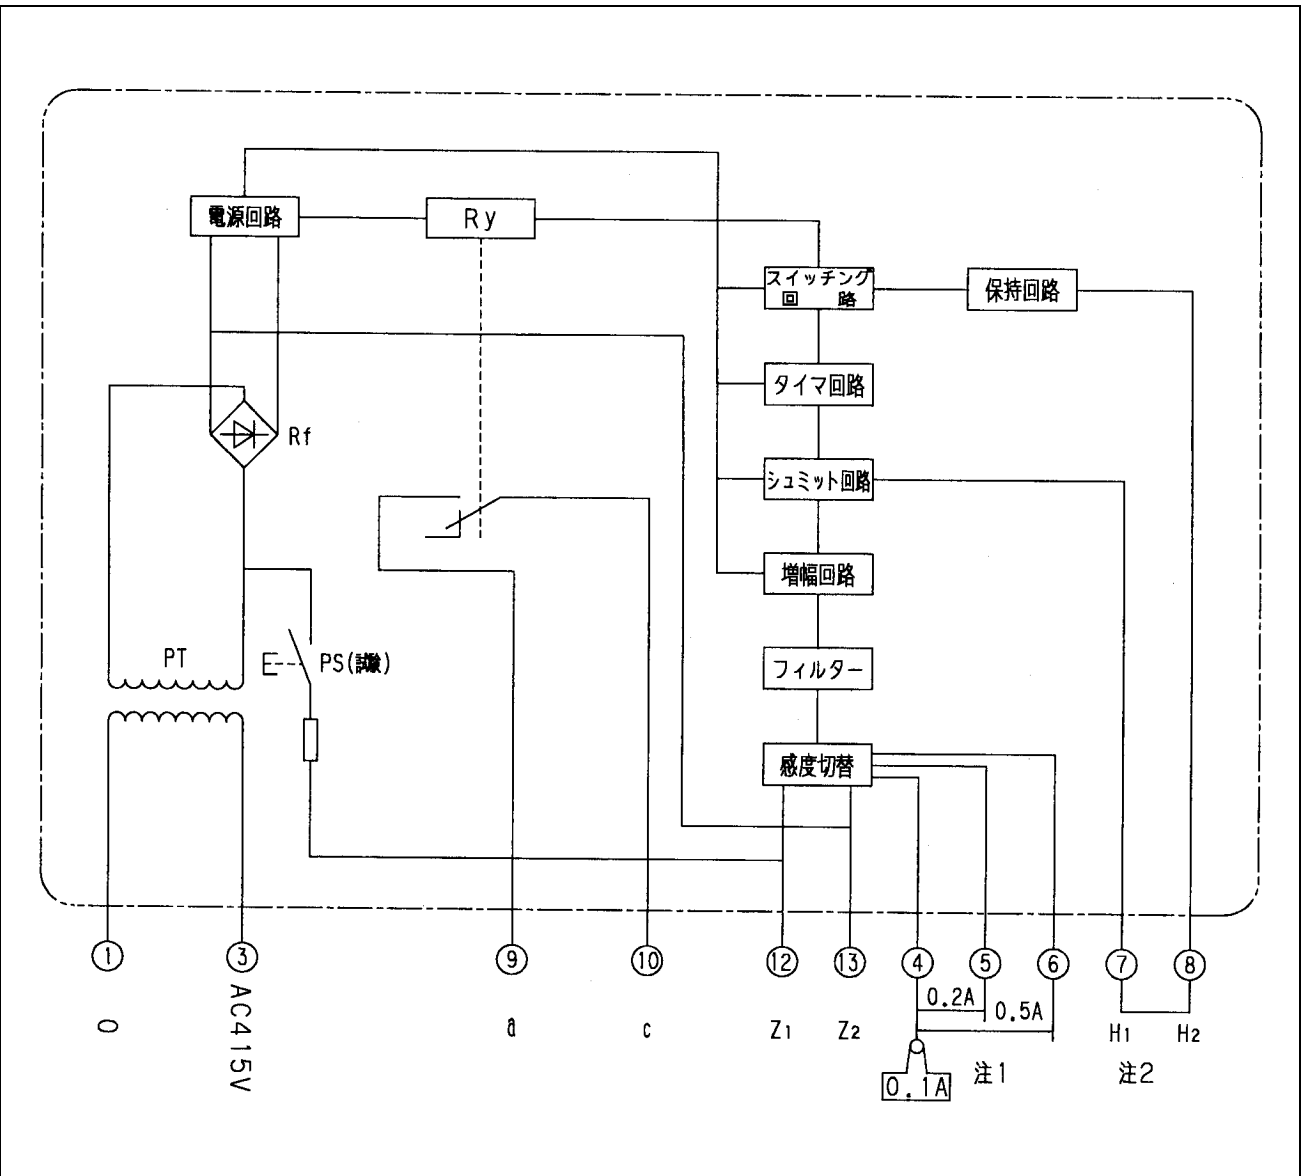 電源回路
Ry
スイッチング
回 路
保持回路
タイマ回路
Rf
シュミット回路
増幅回路
PT
PS(試験)
フィルター
感度切替
1
3
9
10
12
13
4
5
6
7
8
0
AC415V
a
c
Z1
Z2
0.2A
0.5A
H1
H2
0.1A
注1
注2